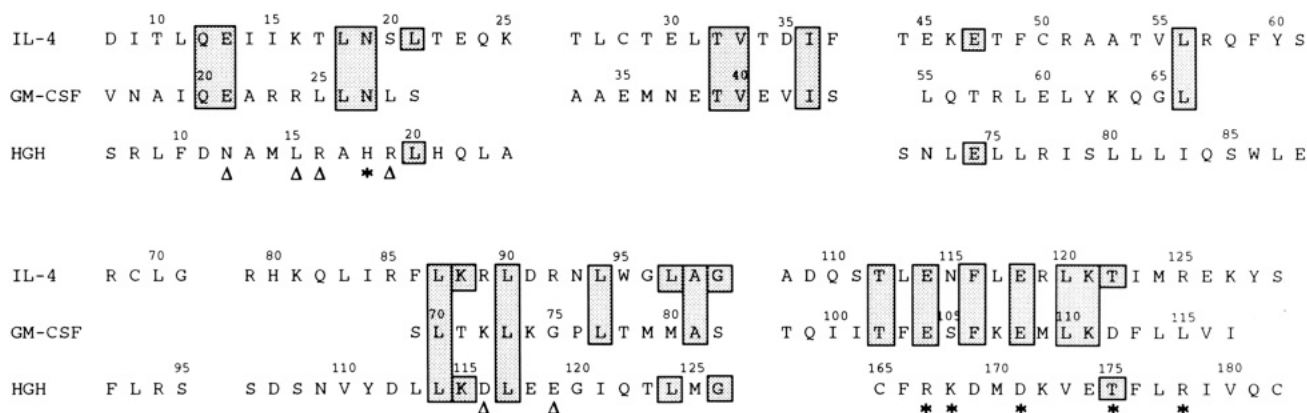 10 15 20 25 30 35 45 50 55 60
IL-4 D I T L Q E I I K T L N S L T E Q K T L C T E L T V T D I F T E K E T F C R A A T V L R Q F Y S
20 25 35 40 55 60 65
GM-CSF V N A I Q E A R R L L N L S A A E M N E T V E V I S L Q T R L E L Y K Q G L
10 15 20 75 80 85
HGH S R L F D N A M L R A H R L H Q L A S N L E L L R I S L L L I Q S W L E
Δ Δ Δ * Δ
70 80 85 90 95 110 115 120 125
IL-4 R C L G R H K Q L I R F L K R L D R N L W G L A G A D Q S T L E N F L E R L K T I M R E K Y S
70 75 80 100 105 110 115
GM-CSF S L T K L K G P L T M M A S T Q I I T F E S F K E M L K D F L L V I
95 110 115 120 125 165 170 175 180
HGH F L R S S D S N V Y D L L K D L E E G I Q T L M G C F R K D M D K V E T F L R I V Q C
Δ Δ * * * * *